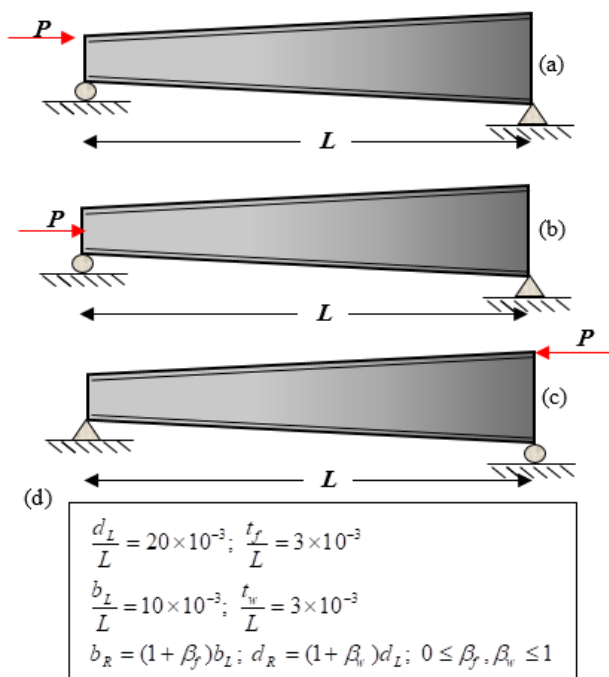 P
(a)
L
P
(b)
L
P
(c)
L
(d)
d_L/L = 20×10⁻³; t_f/L = 3×10⁻³
b_L/L = 10×10⁻³; t_w/L = 3×10⁻³
b_R = (1+β_f)b_L; d_R = (1+β_w)d_L; 0 ≤ β_f, β_w ≤ 1